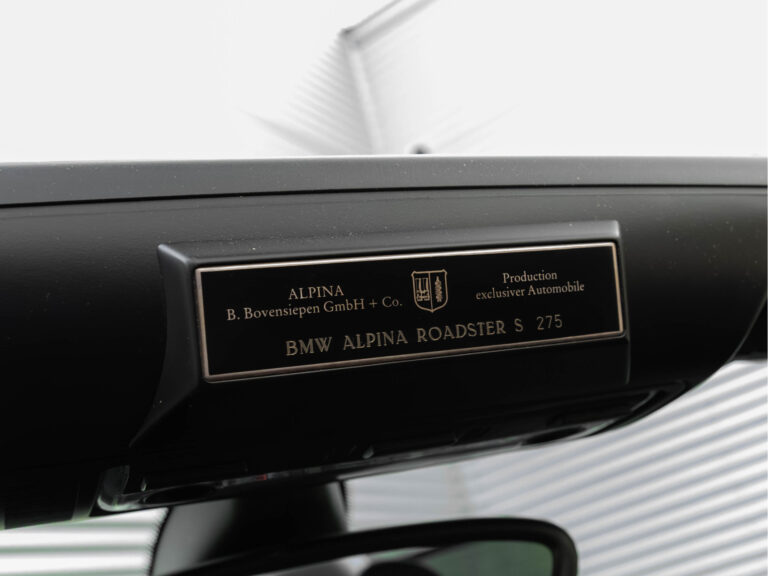 ALPINA
B. Bovensiepen GmbH + Co.
Production
exclusiver Automobile
BMW ALPINA ROADSTER S 275